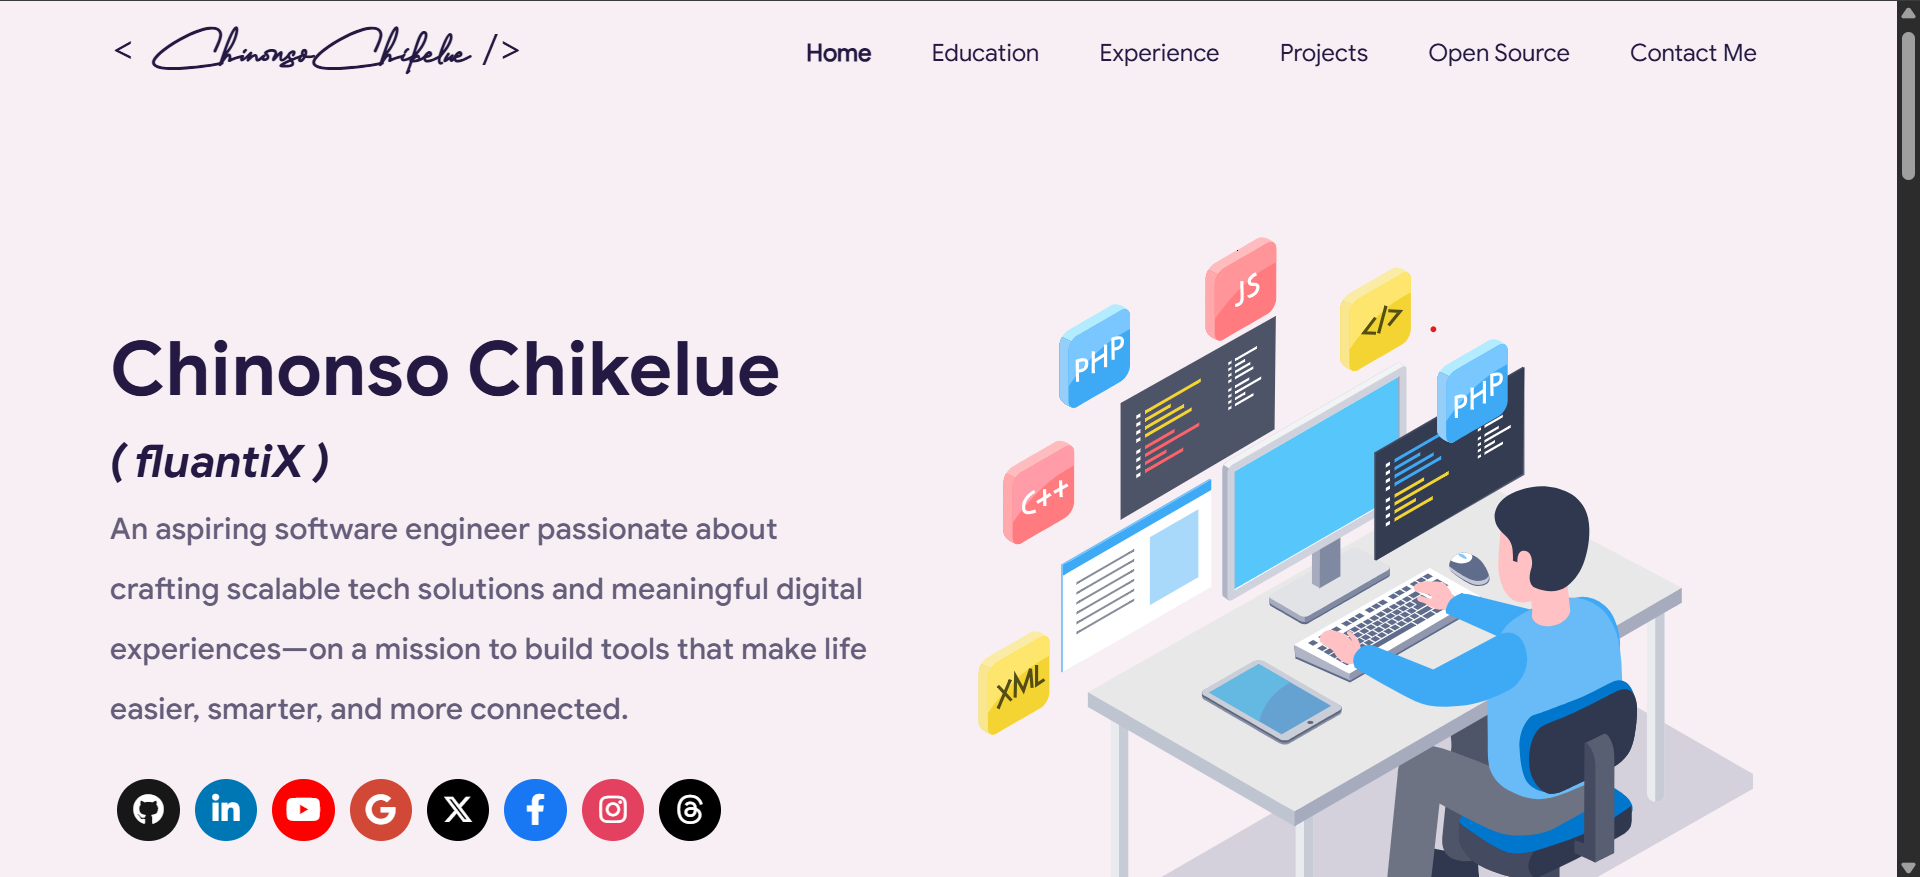 < Chinonso Chikelue />
Home Education Experience Projects Open Source Contact Me
Chinonso Chikelue
( fluantiX )
An aspiring software engineer passionate about
crafting scalable tech solutions and meaningful digital
experiences—on a mission to build tools that make life
easier, smarter, and more connected.
JS
</>
PHP
PHP
C++
XML